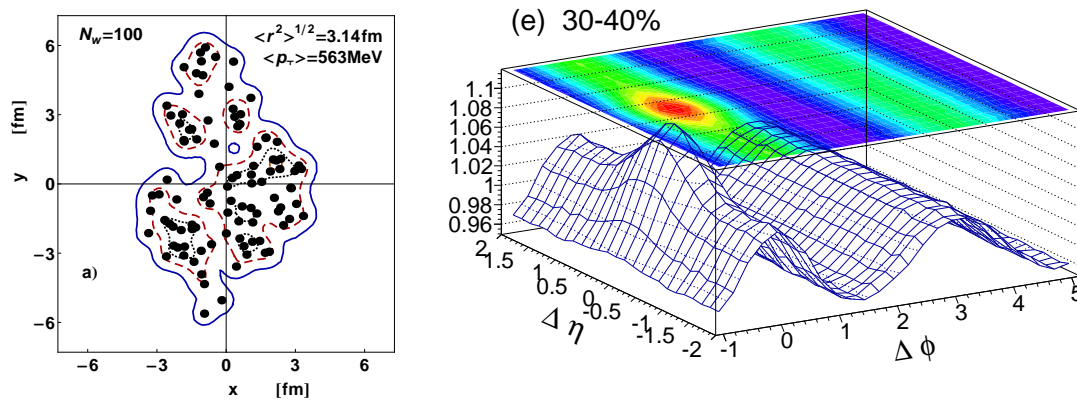 N_w=100
<r²>^1/2=3.14fm
<p_T>=563MeV
6
3
0
−3
−6
[fm]
y
a)
−6 −3 0 3 6
x [fm]
(e) 30-40%
1.1
1.08
1.06
1.04
1.02
1
0.98
0.96
2
1.5
1
0.5
0
-0.5
-1
-1.5
-2
Δ η
-1 0 1 2 3 4 5
Δ ϕ